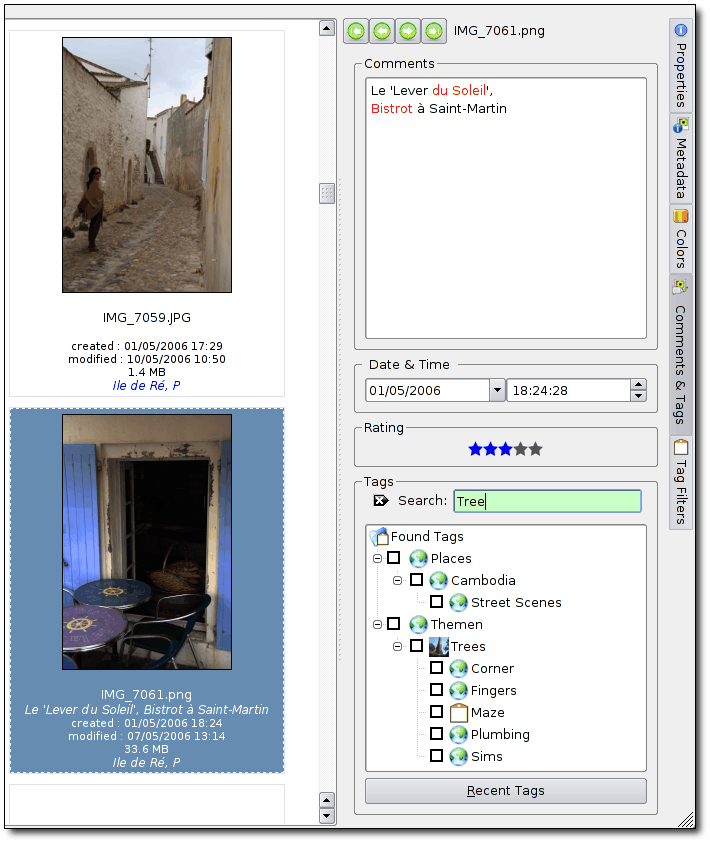 IMG_7059.JPG
created : 01/05/2006 17:29
modified : 10/05/2006 10:50
1.4 MB
Ile de Ré, P
IMG_7061.png
Le 'Lever du Soleil', Bistrot à Saint-Martin
created : 01/05/2006 18:24
modified : 07/05/2006 13:14
33.6 MB
Ile de Ré, P
IMG_7061.png
Comments
Le 'Lever du Soleil',
Bistrot à Saint-Martin
Date & Time
01/05/2006
18:24:28
Rating
Tags
Search:
Tree
Found Tags
Places
Cambodia
Street Scenes
Themen
Trees
Corner
Fingers
Maze
Plumbing
Sims
Recent Tags
Properties
Metadata
Colors
Comments & Tags
Tag Filters